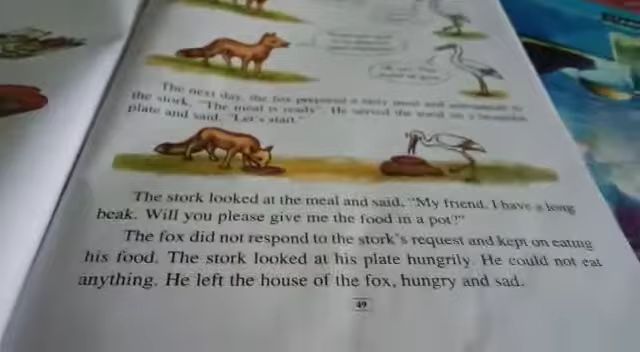 The next day, the fox prepared a tasty meal and announced to
the stork, "The meal is ready". He served the meal on a
plate and said, "Let's start."
The stork looked at the meal and said, "My friend, I have a long
beak. Will you please give me the food in a pot?"
The fox did not respond to the stork's request and kept on eating
his food. The stork looked at his plate hungrily. He could not eat
anything. He left the house of the fox, hungry and sad.
49